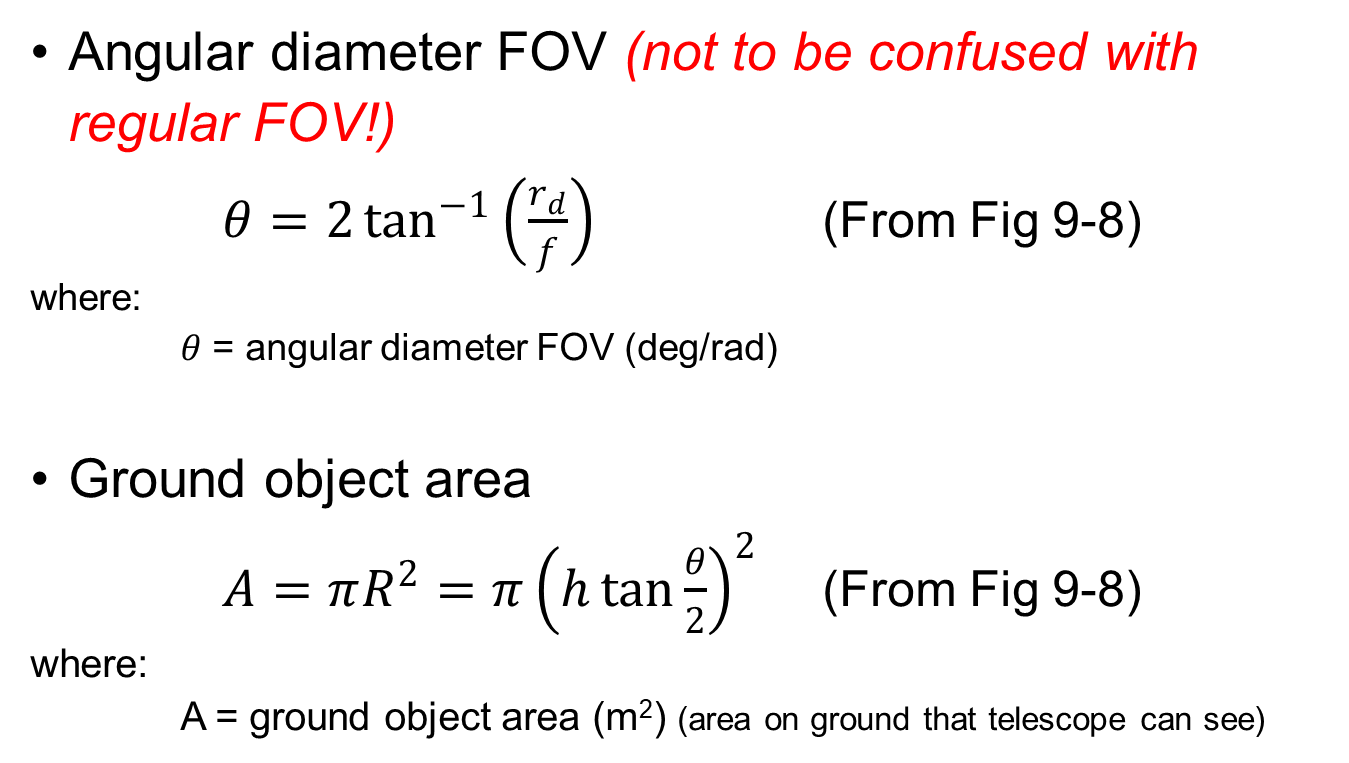 • Angular diameter FOV (not to be confused with
regular FOV!)
θ = 2 tan⁻¹ (r_d/f) (From Fig 9-8)
where:
θ = angular diameter FOV (deg/rad)
• Ground object area
A = πR² = π (h tan θ/2)² (From Fig 9-8)
where:
A = ground object area (m²) (area on ground that telescope can see)